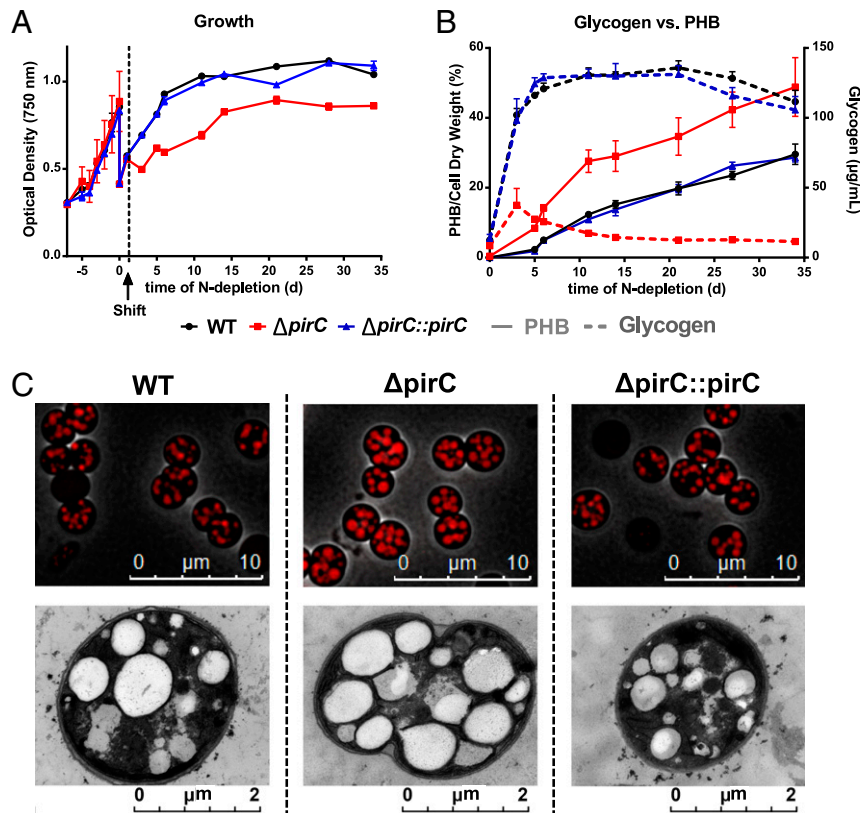 A
Growth
Optical Density (750 nm)
1.0
0.5
0.0
-5 0 5 10 15 20 25 30 35
time of N-depletion (d)
Shift
B
Glycogen vs. PHB
PHB/Cell Dry Weight (%)
60
40
20
0
0 5 10 15 20 25 30 35
time of N-depletion (d)
150
100
50
0
Glycogen (µg/mL)
WT ΔpirC ΔpirC::pirC PHB Glycogen
C
WT ΔpirC ΔpirC::pirC
0 µm 10 0 µm 10 0 µm 10
0 µm 2 0 µm 2 0 µm 2